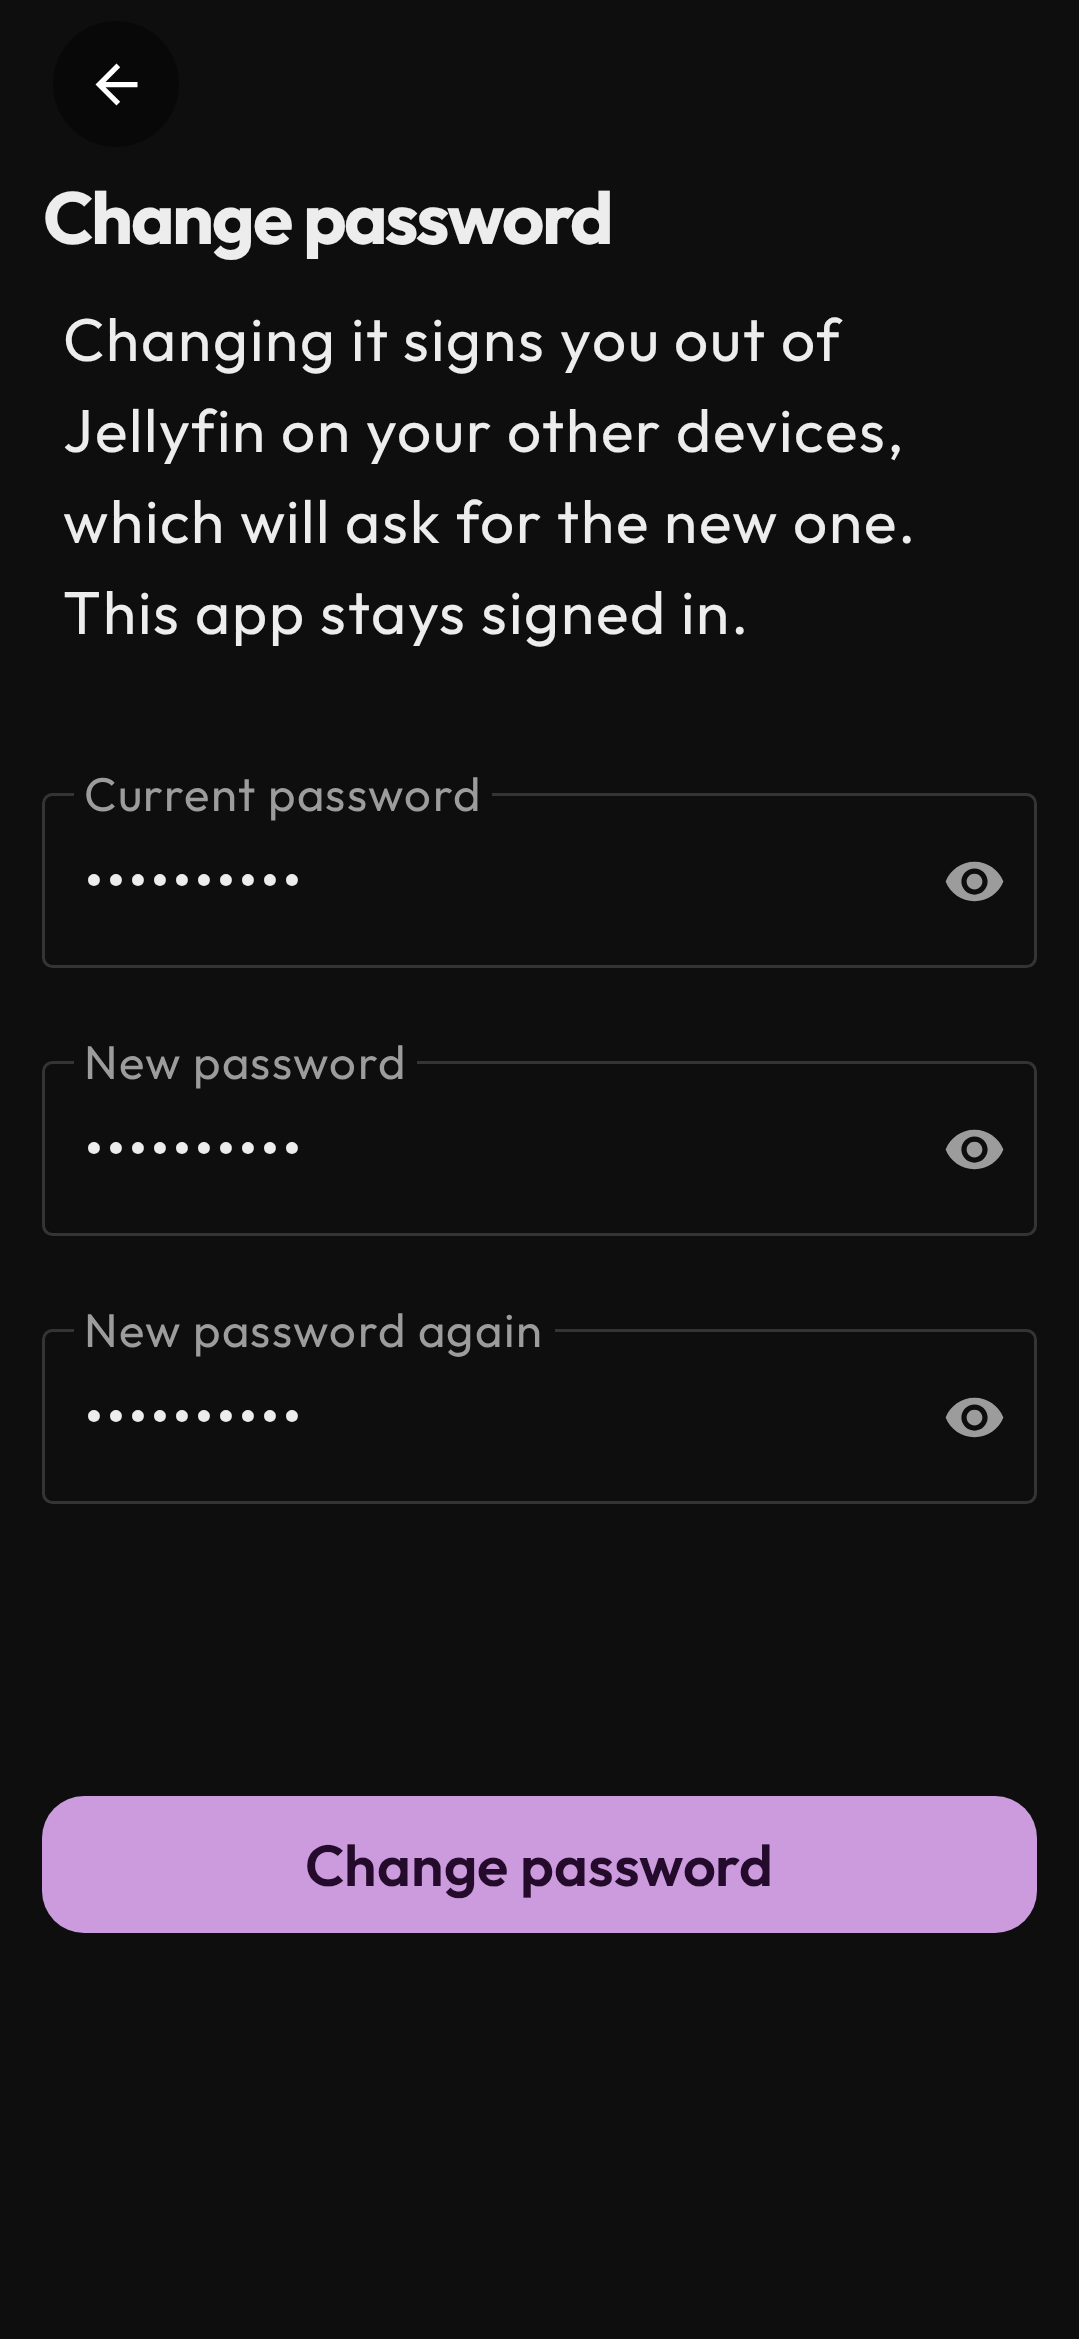 Change password
Changing it signs you out of
Jellyfin on your other devices,
which will ask for the new one.
This app stays signed in.
Current password
••••••••••
New password
••••••••••
New password again
••••••••••
Change password